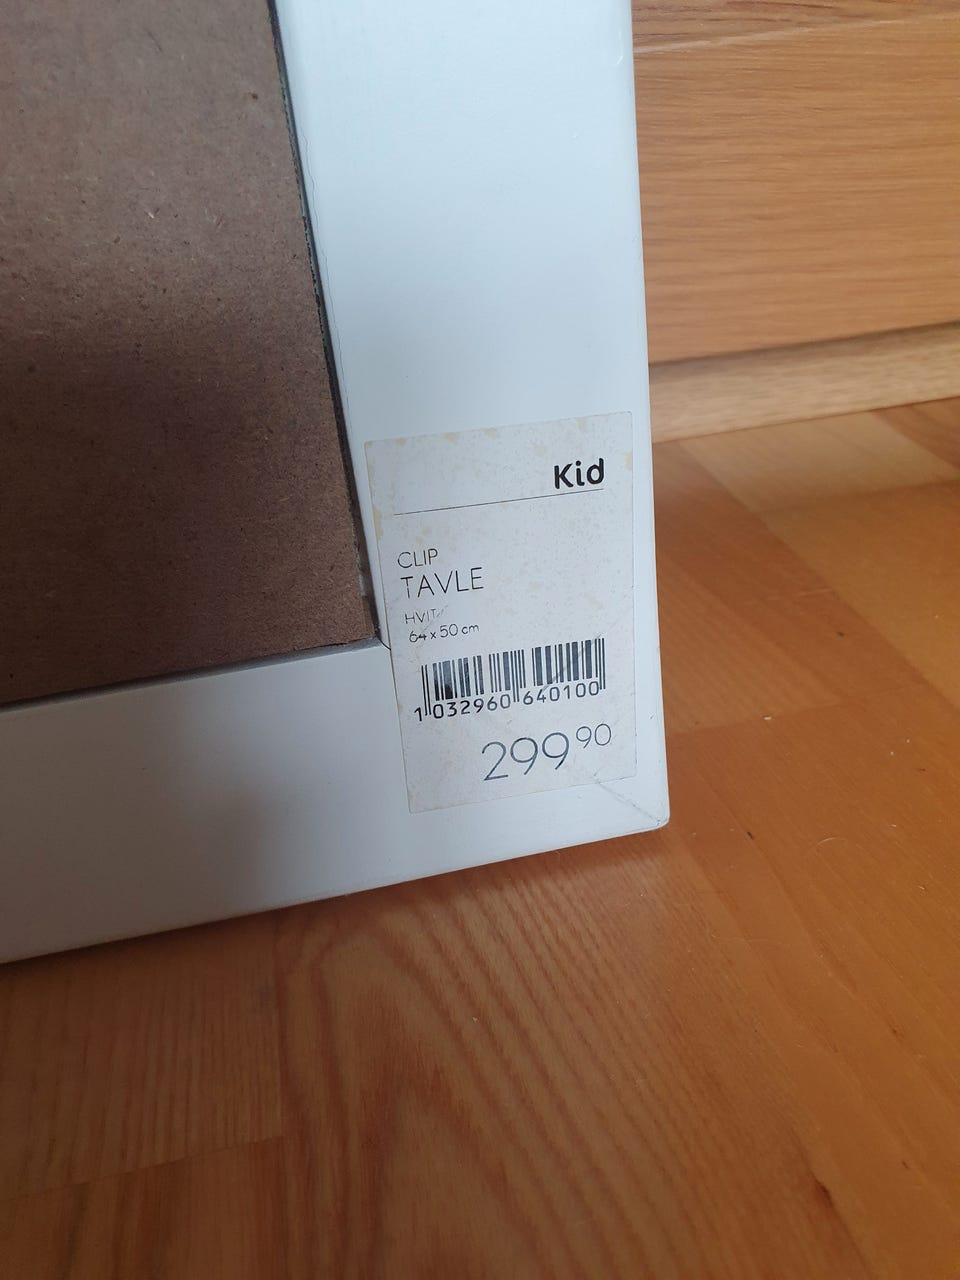 Kid
CLIP
TAVLE
HVIT
64 x 50 cm
1 032960 640100
299 90